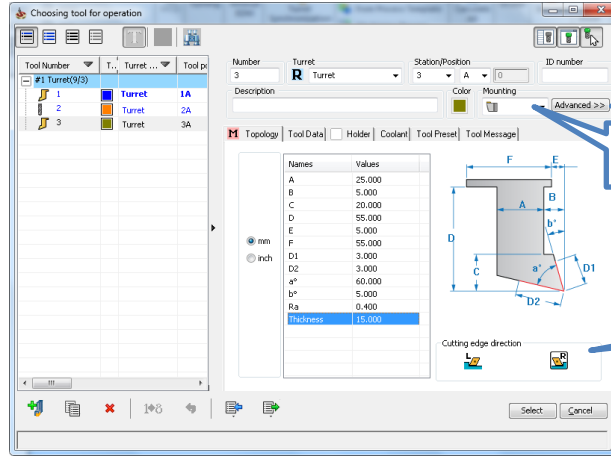 Choosing tool for operation
Tool Number T.. Turret ... Tool po
#1 Turret(9/3)
1 Turret 1A
2 Turret 2A
3 Turret 3A
1 8
Number Turret Station/Position ID number
3 R Turret 3 A 0
Description Color Mounting
Advanced >>
M Topology Tool Data Holder Coolant Tool Preset Tool Message
mm
inch
Names Values
A 25.000
B 5.000
C 20.000
D 55.000
E 5.000
F 55.000
D1 3.000
D2 3.000
a° 60.000
b° 5.000
Ra 0.400
Thickness 15.000
F E
A B
b°
D
C a° D1
D2
Cutting edge direction
L R
Select Cancel